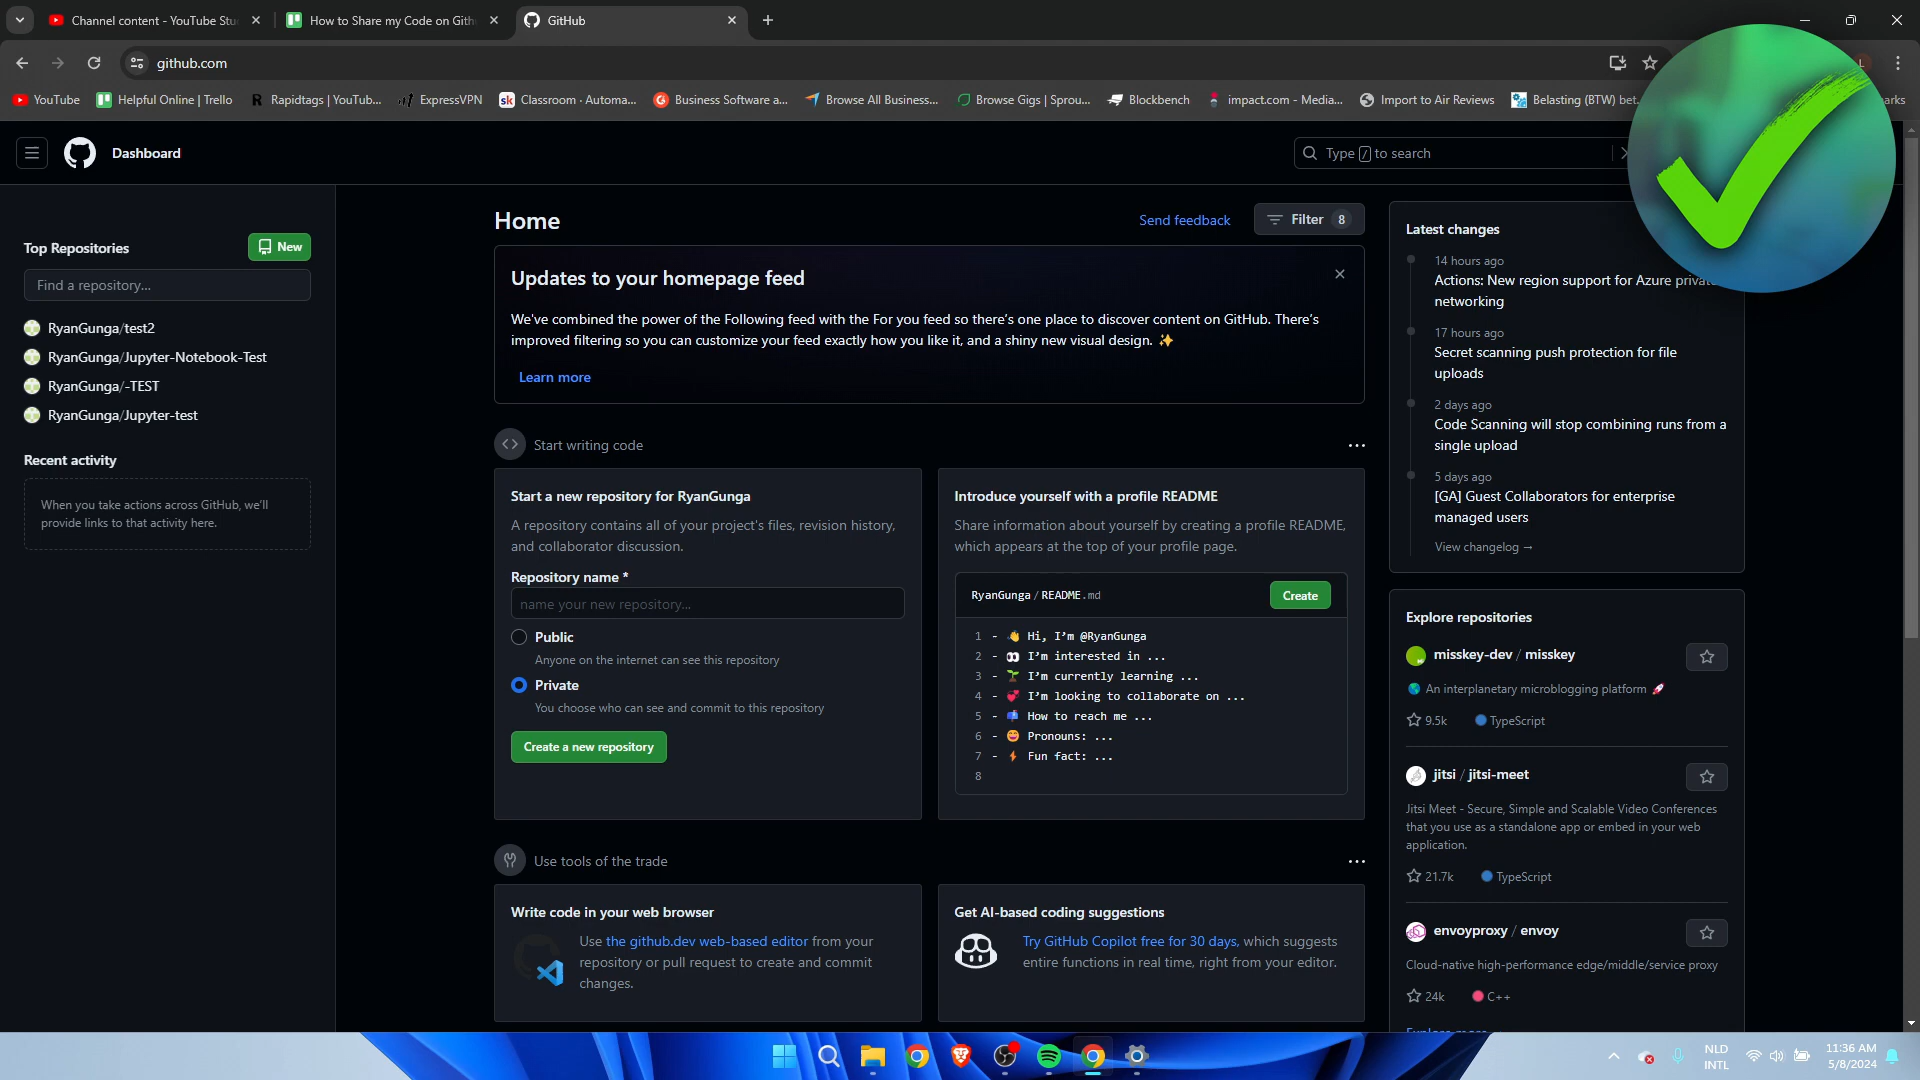 Channel content - YouTube Stu
How to Share my Code on Gith
GitHub
github.com
YouTube
Helpful Online | Trello
Rapidtags | YouTub...
ExpressVPN
Classroom · Automa...
Business Software a...
Browse All Business...
Browse Gigs | Sprou...
Blockbench
impact.com - Media...
Import to Air Reviews
Belasting (BTW) bet...
Dashboard
Type / to search
Top Repositories
New
Find a repository...
RyanGunga/test2
RyanGunga/Jupyter-Notebook-Test
RyanGunga/-TEST
RyanGunga/Jupyter-test
Recent activity
When you take actions across GitHub, we'll
provide links to that activity here.
Home
Send feedback
Filter 8
Updates to your homepage feed
We've combined the power of the Following feed with the For you feed so there's one place to discover content on GitHub. There's
improved filtering so you can customize your feed exactly how you like it, and a shiny new visual design. ✨
Learn more
Start writing code
Start a new repository for RyanGunga
A repository contains all of your project's files, revision history,
and collaborator discussion.
Repository name *
name your new repository...
Public
Anyone on the internet can see this repository
Private
You choose who can see and commit to this repository
Create a new repository
Introduce yourself with a profile README
Share information about yourself by creating a profile README,
which appears at the top of your profile page.
RyanGunga / README.md
Create
1 - 👋 Hi, I'm @RyanGunga
2 - 👀 I'm interested in ...
3 - 🌱 I'm currently learning ...
4 - 💞️ I'm looking to collaborate on ...
5 - 📫 How to reach me ...
6 - 😄 Pronouns: ...
7 - ⚡ Fun fact: ...
8
Use tools of the trade
Write code in your web browser
Use the github.dev web-based editor from your
repository or pull request to create and commit
changes.
Get AI-based coding suggestions
Try GitHub Copilot free for 30 days, which suggests
entire functions in real time, right from your editor.
Latest changes
14 hours ago
Actions: New region support for Azure private
networking
17 hours ago
Secret scanning push protection for file
uploads
2 days ago
Code Scanning will stop combining runs from a
single upload
5 days ago
[GA] Guest Collaborators for enterprise
managed users
View changelog →
Explore repositories
misskey-dev / misskey
🌎 An interplanetary microblogging platform 🚀
9.5k TypeScript
jitsi / jitsi-meet
Jitsi Meet - Secure, Simple and Scalable Video Conferences
that you use as a standalone app or embed in your web
application.
21.7k TypeScript
envoyproxy / envoy
Cloud-native high-performance edge/middle/service proxy
24k C++
Explore more
NLD
INTL
11:36 AM
5/8/2024